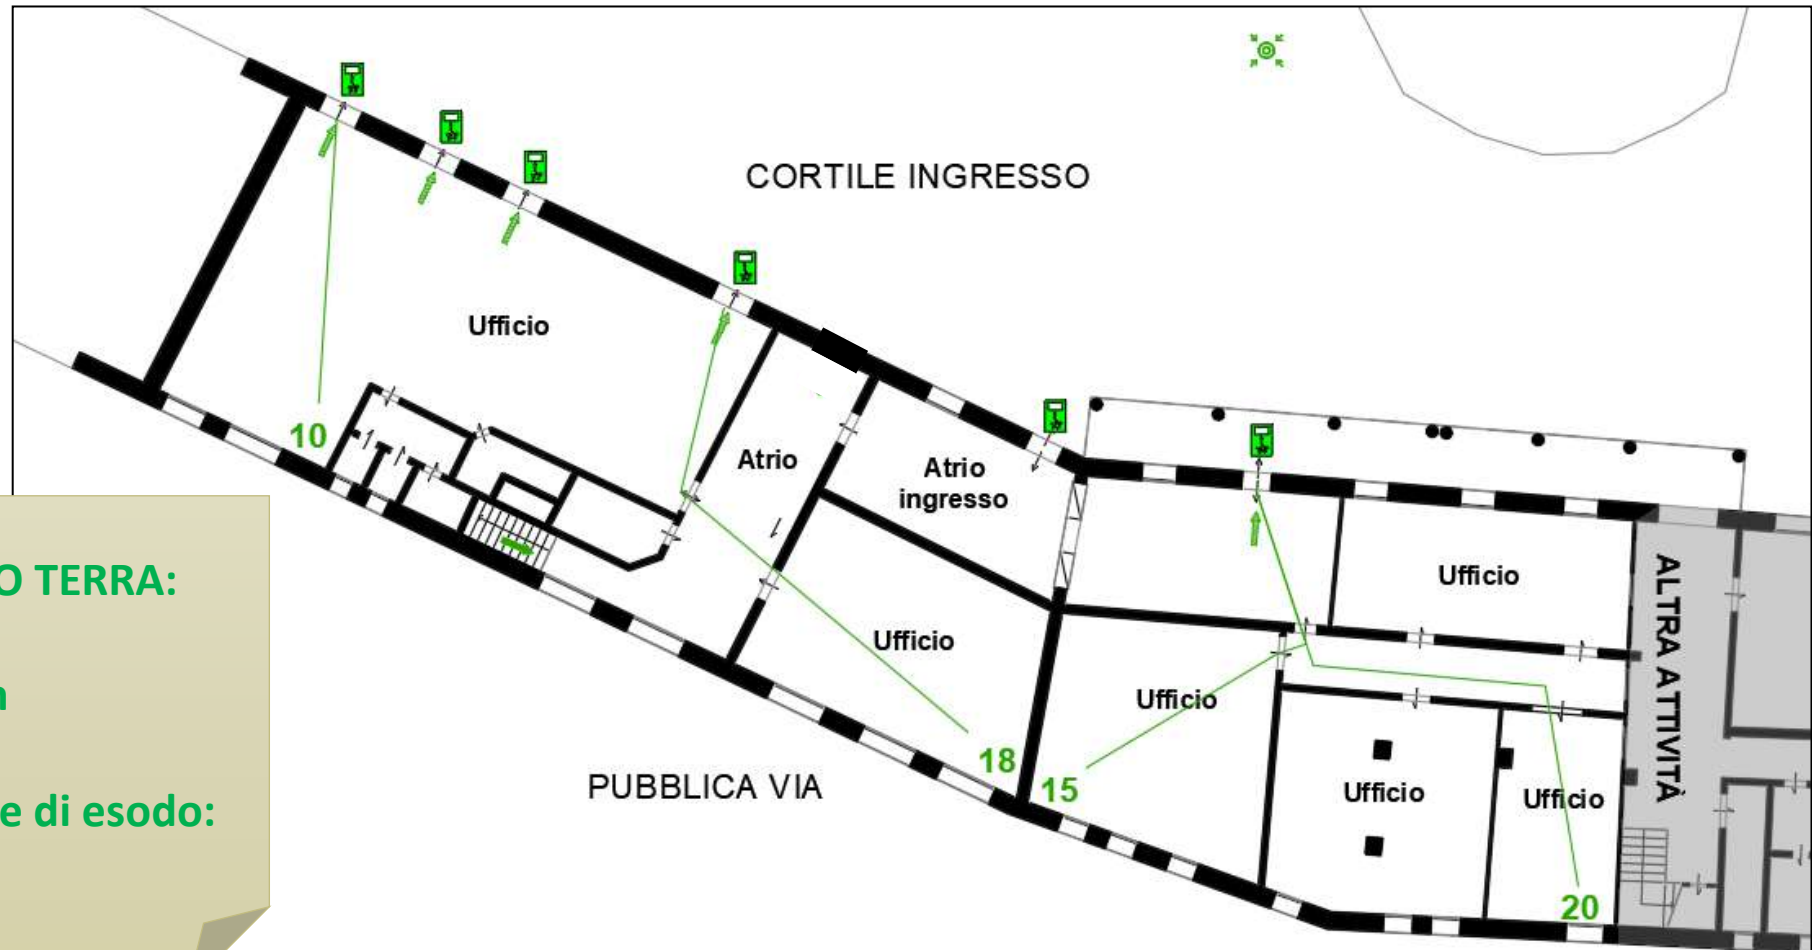 CORTILE INGRESSO
Ufficio
10
Atrio
Atrio
ingresso
Ufficio
Ufficio
Ufficio
18
15
PUBBLICA VIA
Ufficio
Ufficio
20
ALTRA ATTIVITÀ
O TERRA:
e di esodo: